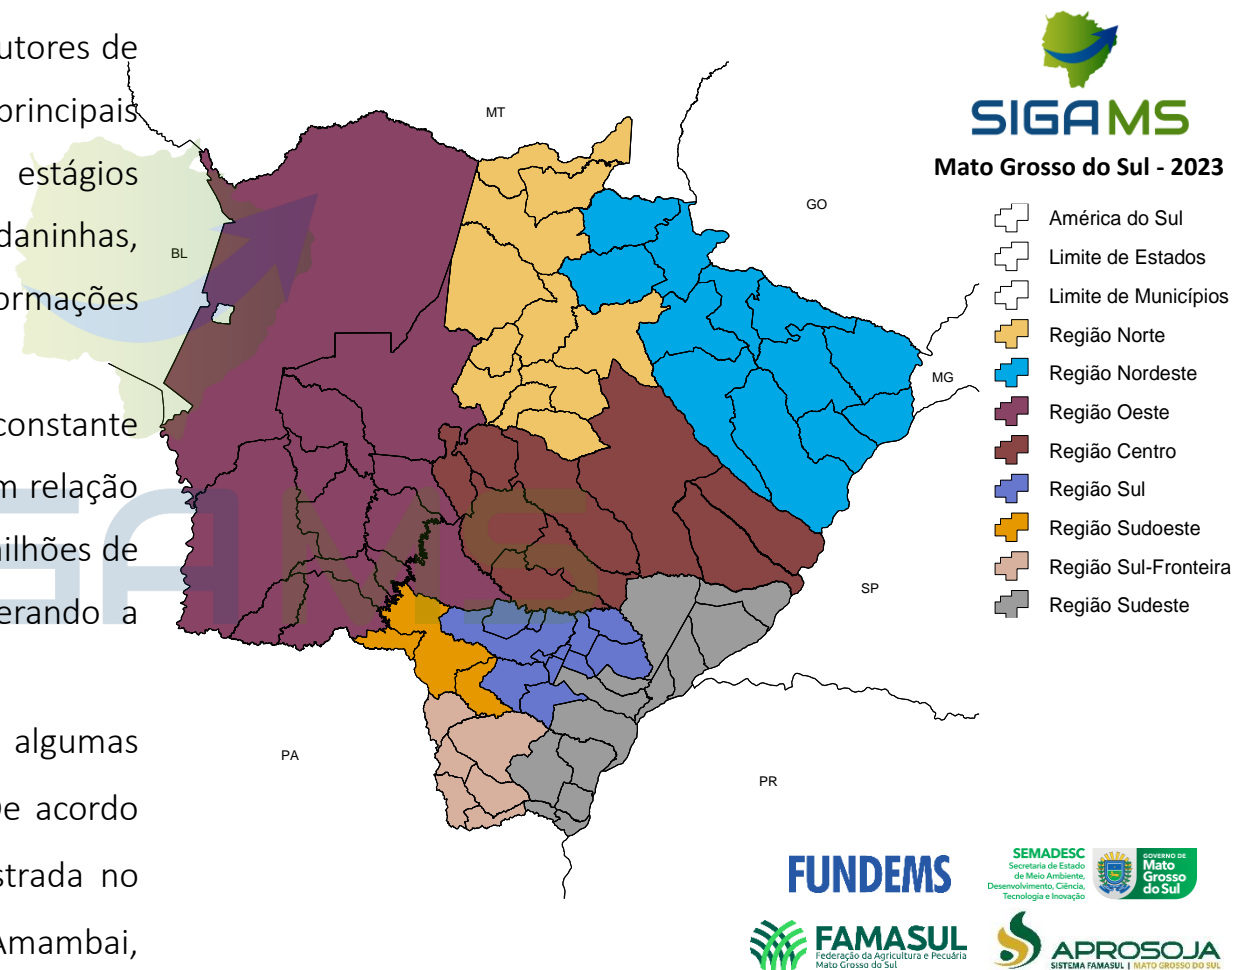 utores de
principais
estágios
daninhas,
ormações
constante
m relação
milhões de
erando a
algumas
De acordo
strada no
Amambai,
MT
GO
BL
MG
SP
PA
PR
SIGAMS
SIGAMS
Mato Grosso do Sul - 2023
América do Sul
Limite de Estados
Limite de Municípios
Região Norte
Região Nordeste
Região Oeste
Região Centro
Região Sul
Região Sudoeste
Região Sul-Fronteira
Região Sudeste
FUNDEMS
SEMADESC
Secretaria de Estado
de Meio Ambiente,
Desenvolvimento, Ciência,
Tecnologia e Inovação
GOVERNO DE
Mato
Grosso
do Sul
FAMASUL
Federação da Agricultura e Pecuária
Mato Grosso do Sul
APROSOJA
SISTEMA FAMASUL | MATO GROSSO DO SUL